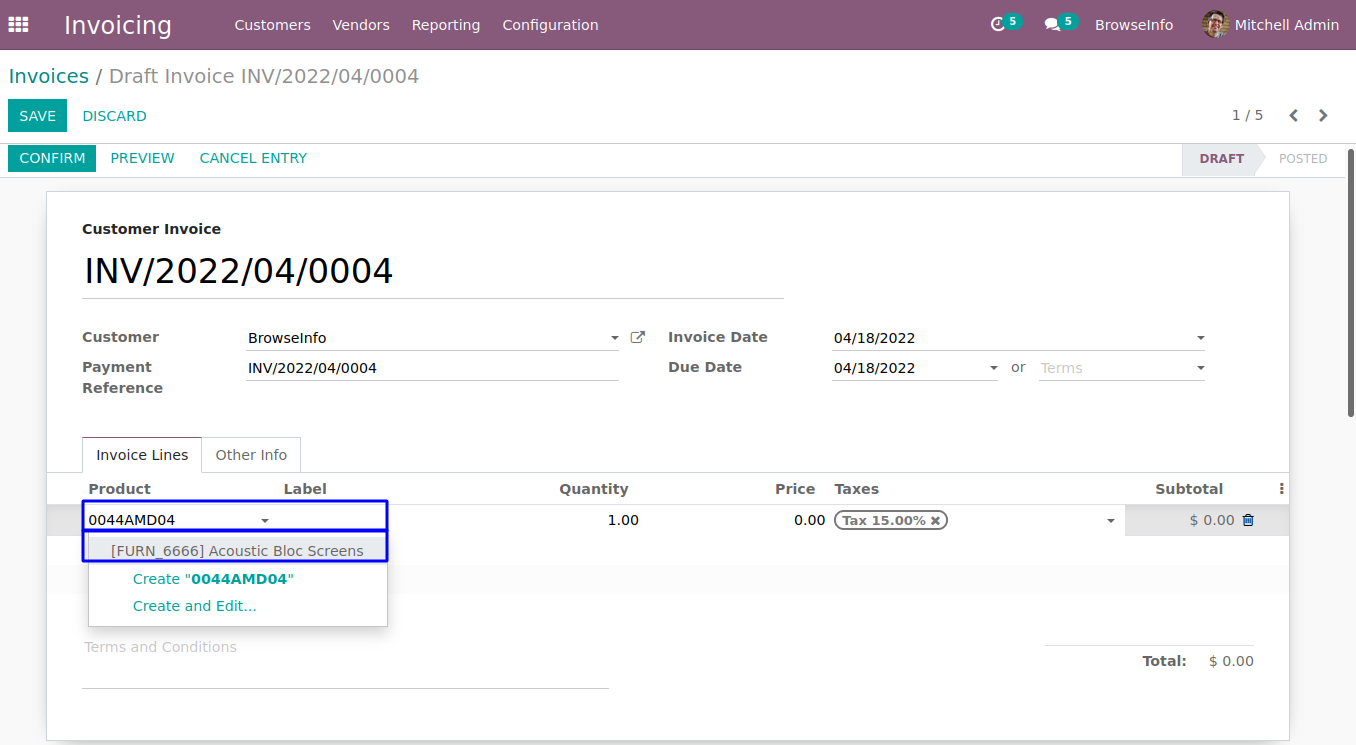 Invoicing Customers Vendors Reporting Configuration 5 5 BrowseInfo Mitchell Admin
Invoices / Draft Invoice INV/2022/04/0004
SAVE DISCARD 1 / 5
CONFIRM PREVIEW CANCEL ENTRY DRAFT POSTED
Customer Invoice
INV/2022/04/0004
Customer BrowseInfo Invoice Date 04/18/2022
Payment Reference INV/2022/04/0004 Due Date 04/18/2022 or Terms
Invoice Lines Other Info
Product Label Quantity Price Taxes Subtotal
0044AMD04 1.00 0.00 Tax 15.00% $ 0.00
[FURN_6666] Acoustic Bloc Screens
Create "0044AMD04"
Create and Edit...
Terms and Conditions
Total: $ 0.00